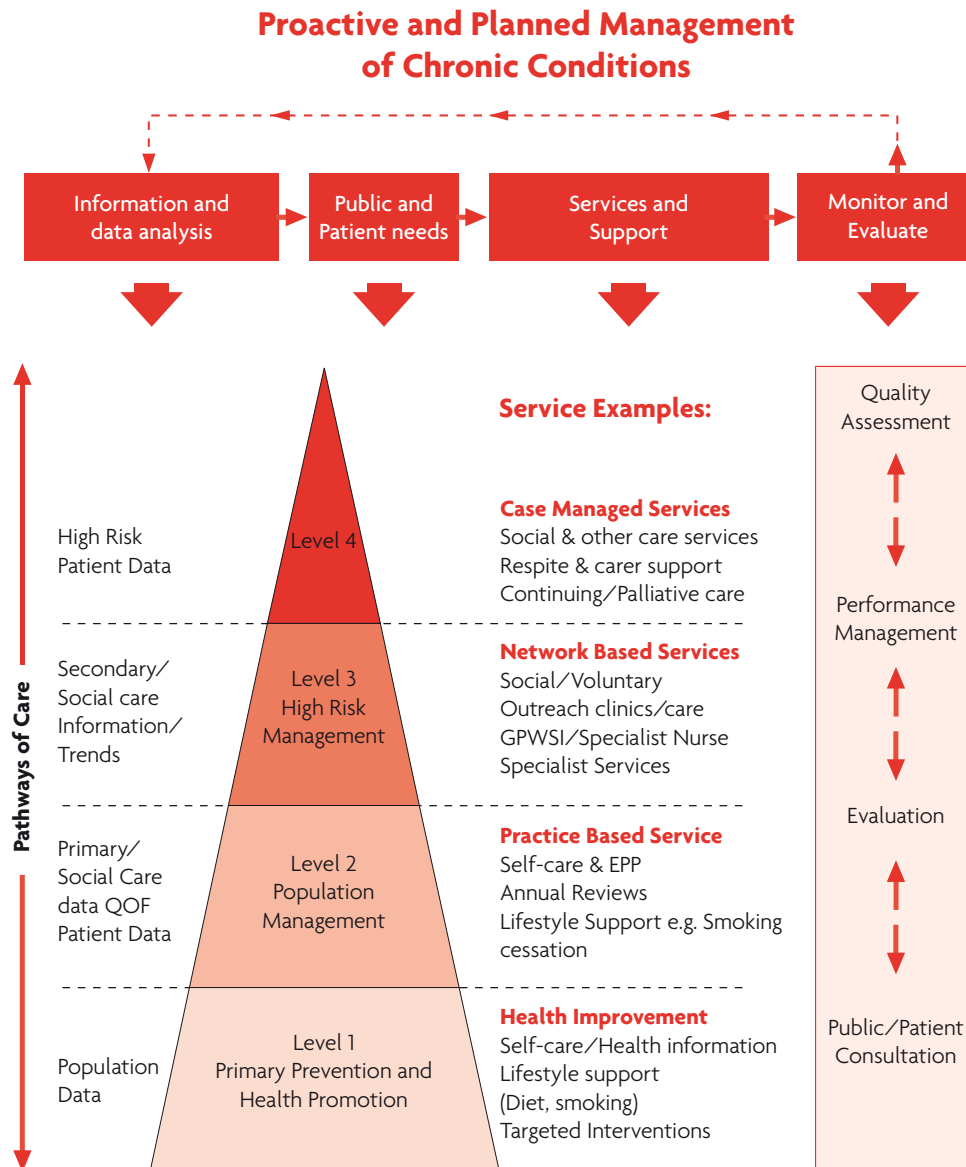 Proactive and Planned Management
of Chronic Conditions
Information and
data analysis
Public and
Patient needs
Services and
Support
Monitor and
Evaluate
Pathways of Care
High Risk
Patient Data
Secondary/
Social care
Information/
Trends
Primary/
Social Care
data QOF
Patient Data
Population
Data
Level 4
Level 3
High Risk
Management
Level 2
Population
Management
Level 1
Primary Prevention and
Health Promotion
Service Examples:
Case Managed Services
Social & other care services
Respite & carer support
Continuing/Palliative care
Network Based Services
Social/Voluntary
Outreach clinics/care
GPWSI/Specialist Nurse
Specialist Services
Practice Based Service
Self-care & EPP
Annual Reviews
Lifestyle Support e.g. Smoking
cessation
Health Improvement
Self-care/Health information
Lifestyle support
(Diet, smoking)
Targeted Interventions
Quality
Assessment
Performance
Management
Evaluation
Public/Patient
Consultation